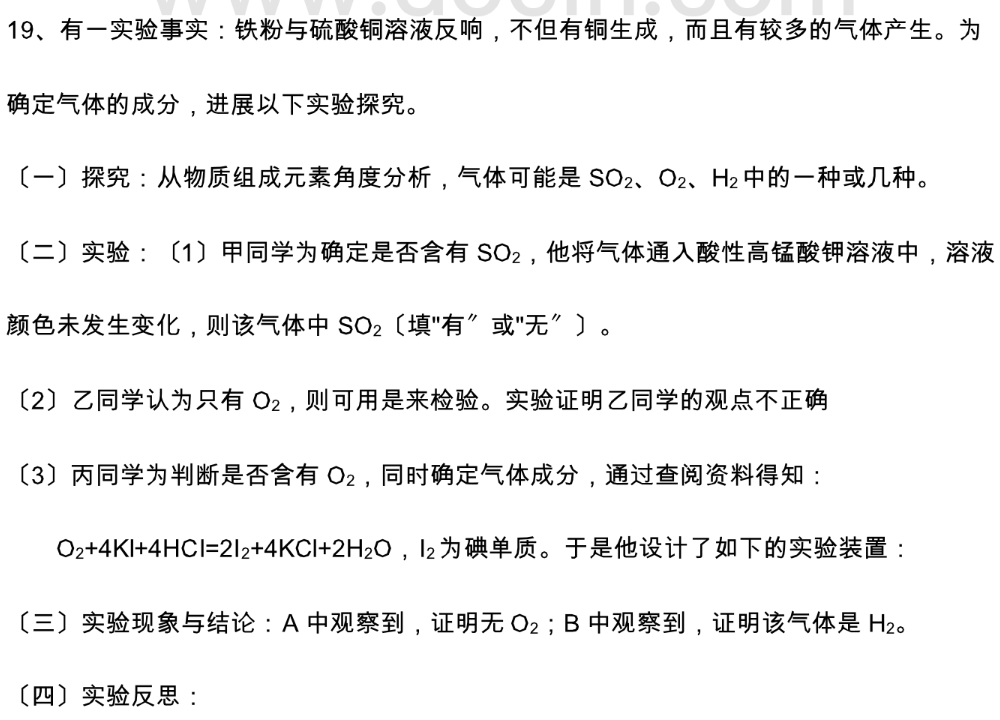 19、有一实验事实：铁粉与硫酸铜溶液反响，不但有铜生成，而且有较多的气体产生。为
确定气体的成分，进展以下实验探究。
〔一〕探究：从物质组成元素角度分析，气体可能是 SO₂、O₂、H₂中的一种或几种。
〔二〕实验：〔1〕甲同学为确定是否含有 SO₂，他将气体通入酸性高锰酸钾溶液中，溶液
颜色未发生变化，则该气体中 SO₂〔填"有〞或"无〞〕。
〔2〕乙同学认为只有 O₂，则可用是来检验。实验证明乙同学的观点不正确
〔3〕丙同学为判断是否含有 O₂，同时确定气体成分，通过查阅资料得知：
O₂+4KI+4HCl=2I₂+4KCl+2H₂O，I₂为碘单质。于是他设计了如下的实验装置：
〔三〕实验现象与结论：A 中观察到，证明无 O₂；B 中观察到，证明该气体是 H₂。
〔四〕实验反思：